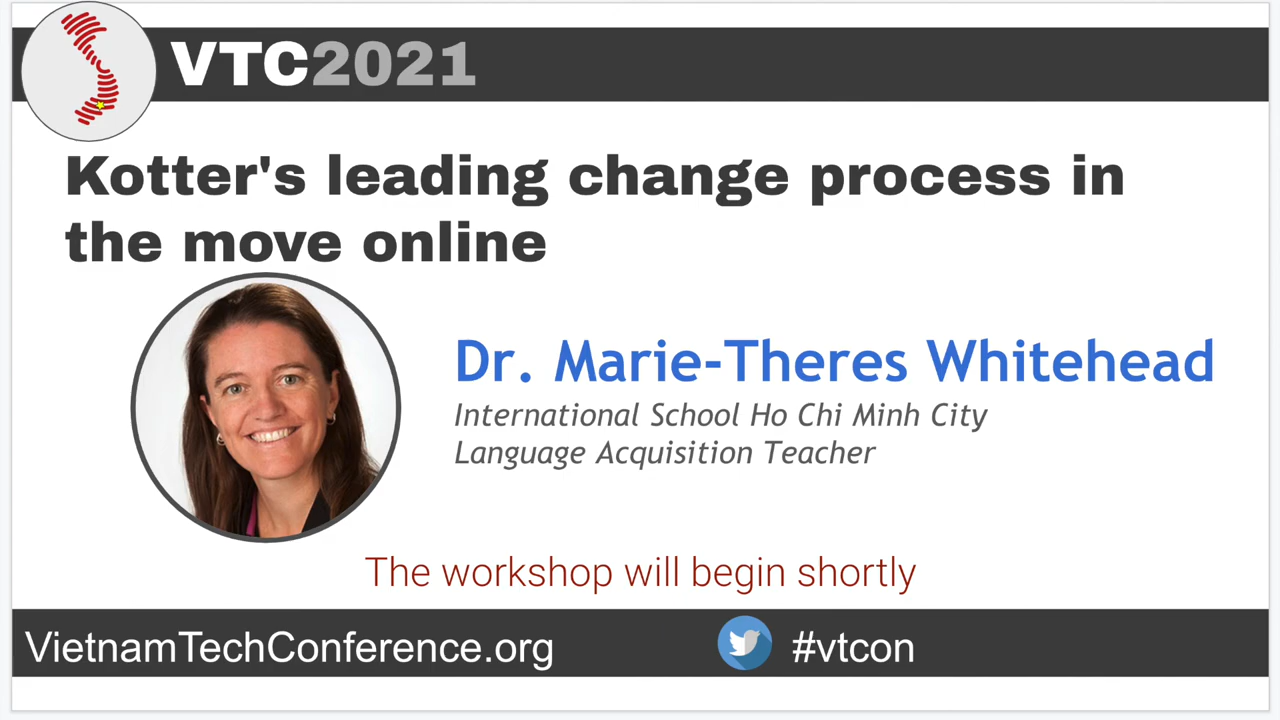 VTC2021
Kotter's leading change process in
the move online
Dr. Marie-Theres Whitehead
International School Ho Chi Minh City
Language Acquisition Teacher
The workshop will begin shortly
VietnamTechConference.org
#vtcon